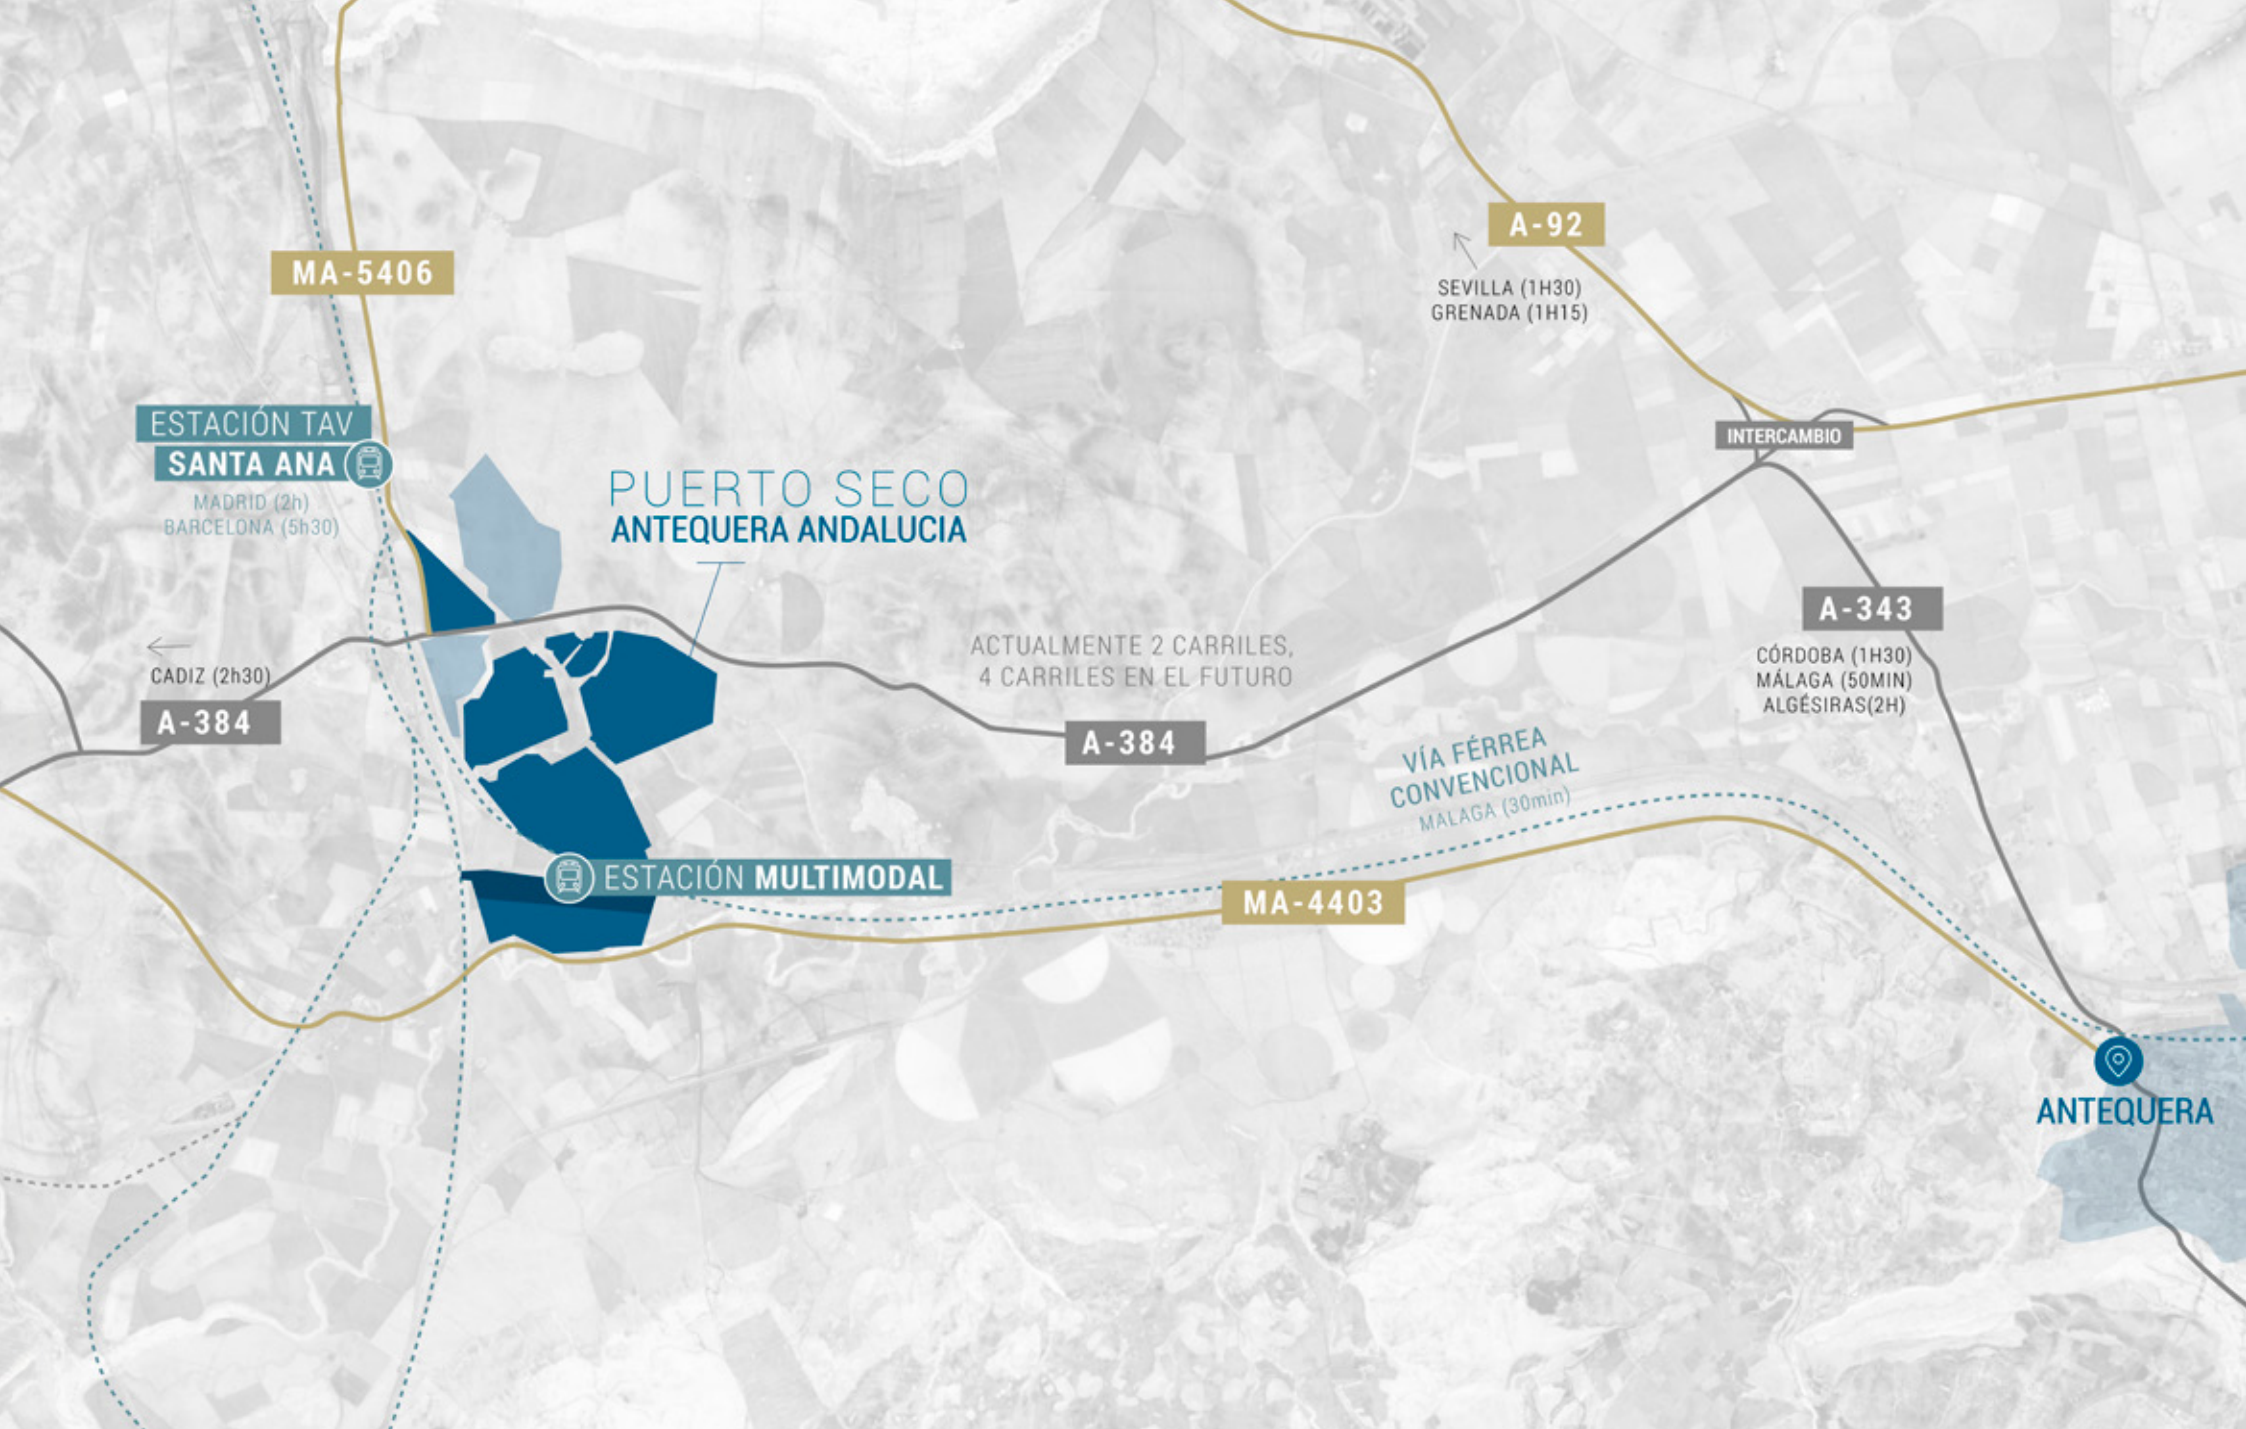 A-92
SEVILLA (1H30)
GRENADA (1H15)
MA-5406
ESTACIÓN TAV
SANTA ANA
MADRID (2h)
BARCELONA (5h30)
PUERTO SECO
ANTEQUERA ANDALUCIA
INTERCAMBIO
A-343
CÓRDOBA (1H30)
MÁLAGA (50MIN)
ALGÉSIRAS(2H)
ACTUALMENTE 2 CARRILES,
4 CARRILES EN EL FUTURO
CADIZ (2h30)
A-384
A-384
VÍA FÉRREA
CONVENCIONAL
MALAGA (30min)
ESTACIÓN MULTIMODAL
MA-4403
ANTEQUERA